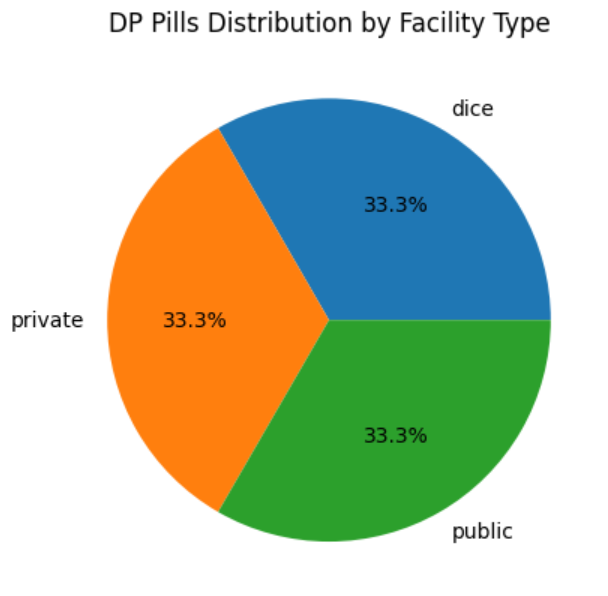 DP Pills Distribution by Facility Type
dice
33.3%
private
33.3%
33.3%
public